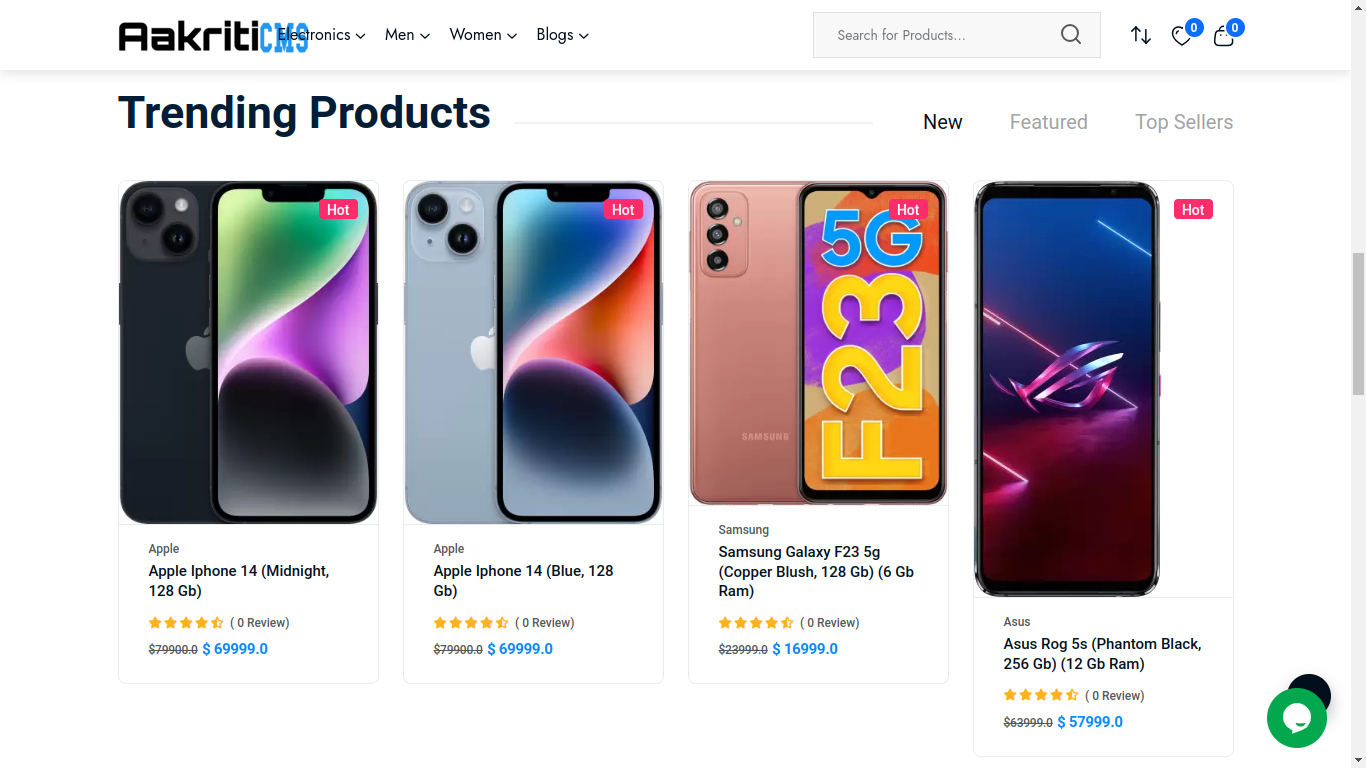 AakritiCMS
Electronics
Men
Women
Blogs
Search for Products...
0
0
Trending Products
New
Featured
Top Sellers
Hot
Apple
Apple Iphone 14 (Midnight,
128 Gb)
( 0 Review)
$79900.0 $ 69999.0
Hot
Apple
Apple Iphone 14 (Blue, 128
Gb)
( 0 Review)
$79900.0 $ 69999.0
Hot
5G
F23
SAMSUNG
Samsung
Samsung Galaxy F23 5g
(Copper Blush, 128 Gb) (6 Gb
Ram)
( 0 Review)
$23999.0 $ 16999.0
Hot
Asus
Asus Rog 5s (Phantom Black,
256 Gb) (12 Gb Ram)
( 0 Review)
$63999.0 $ 57999.0